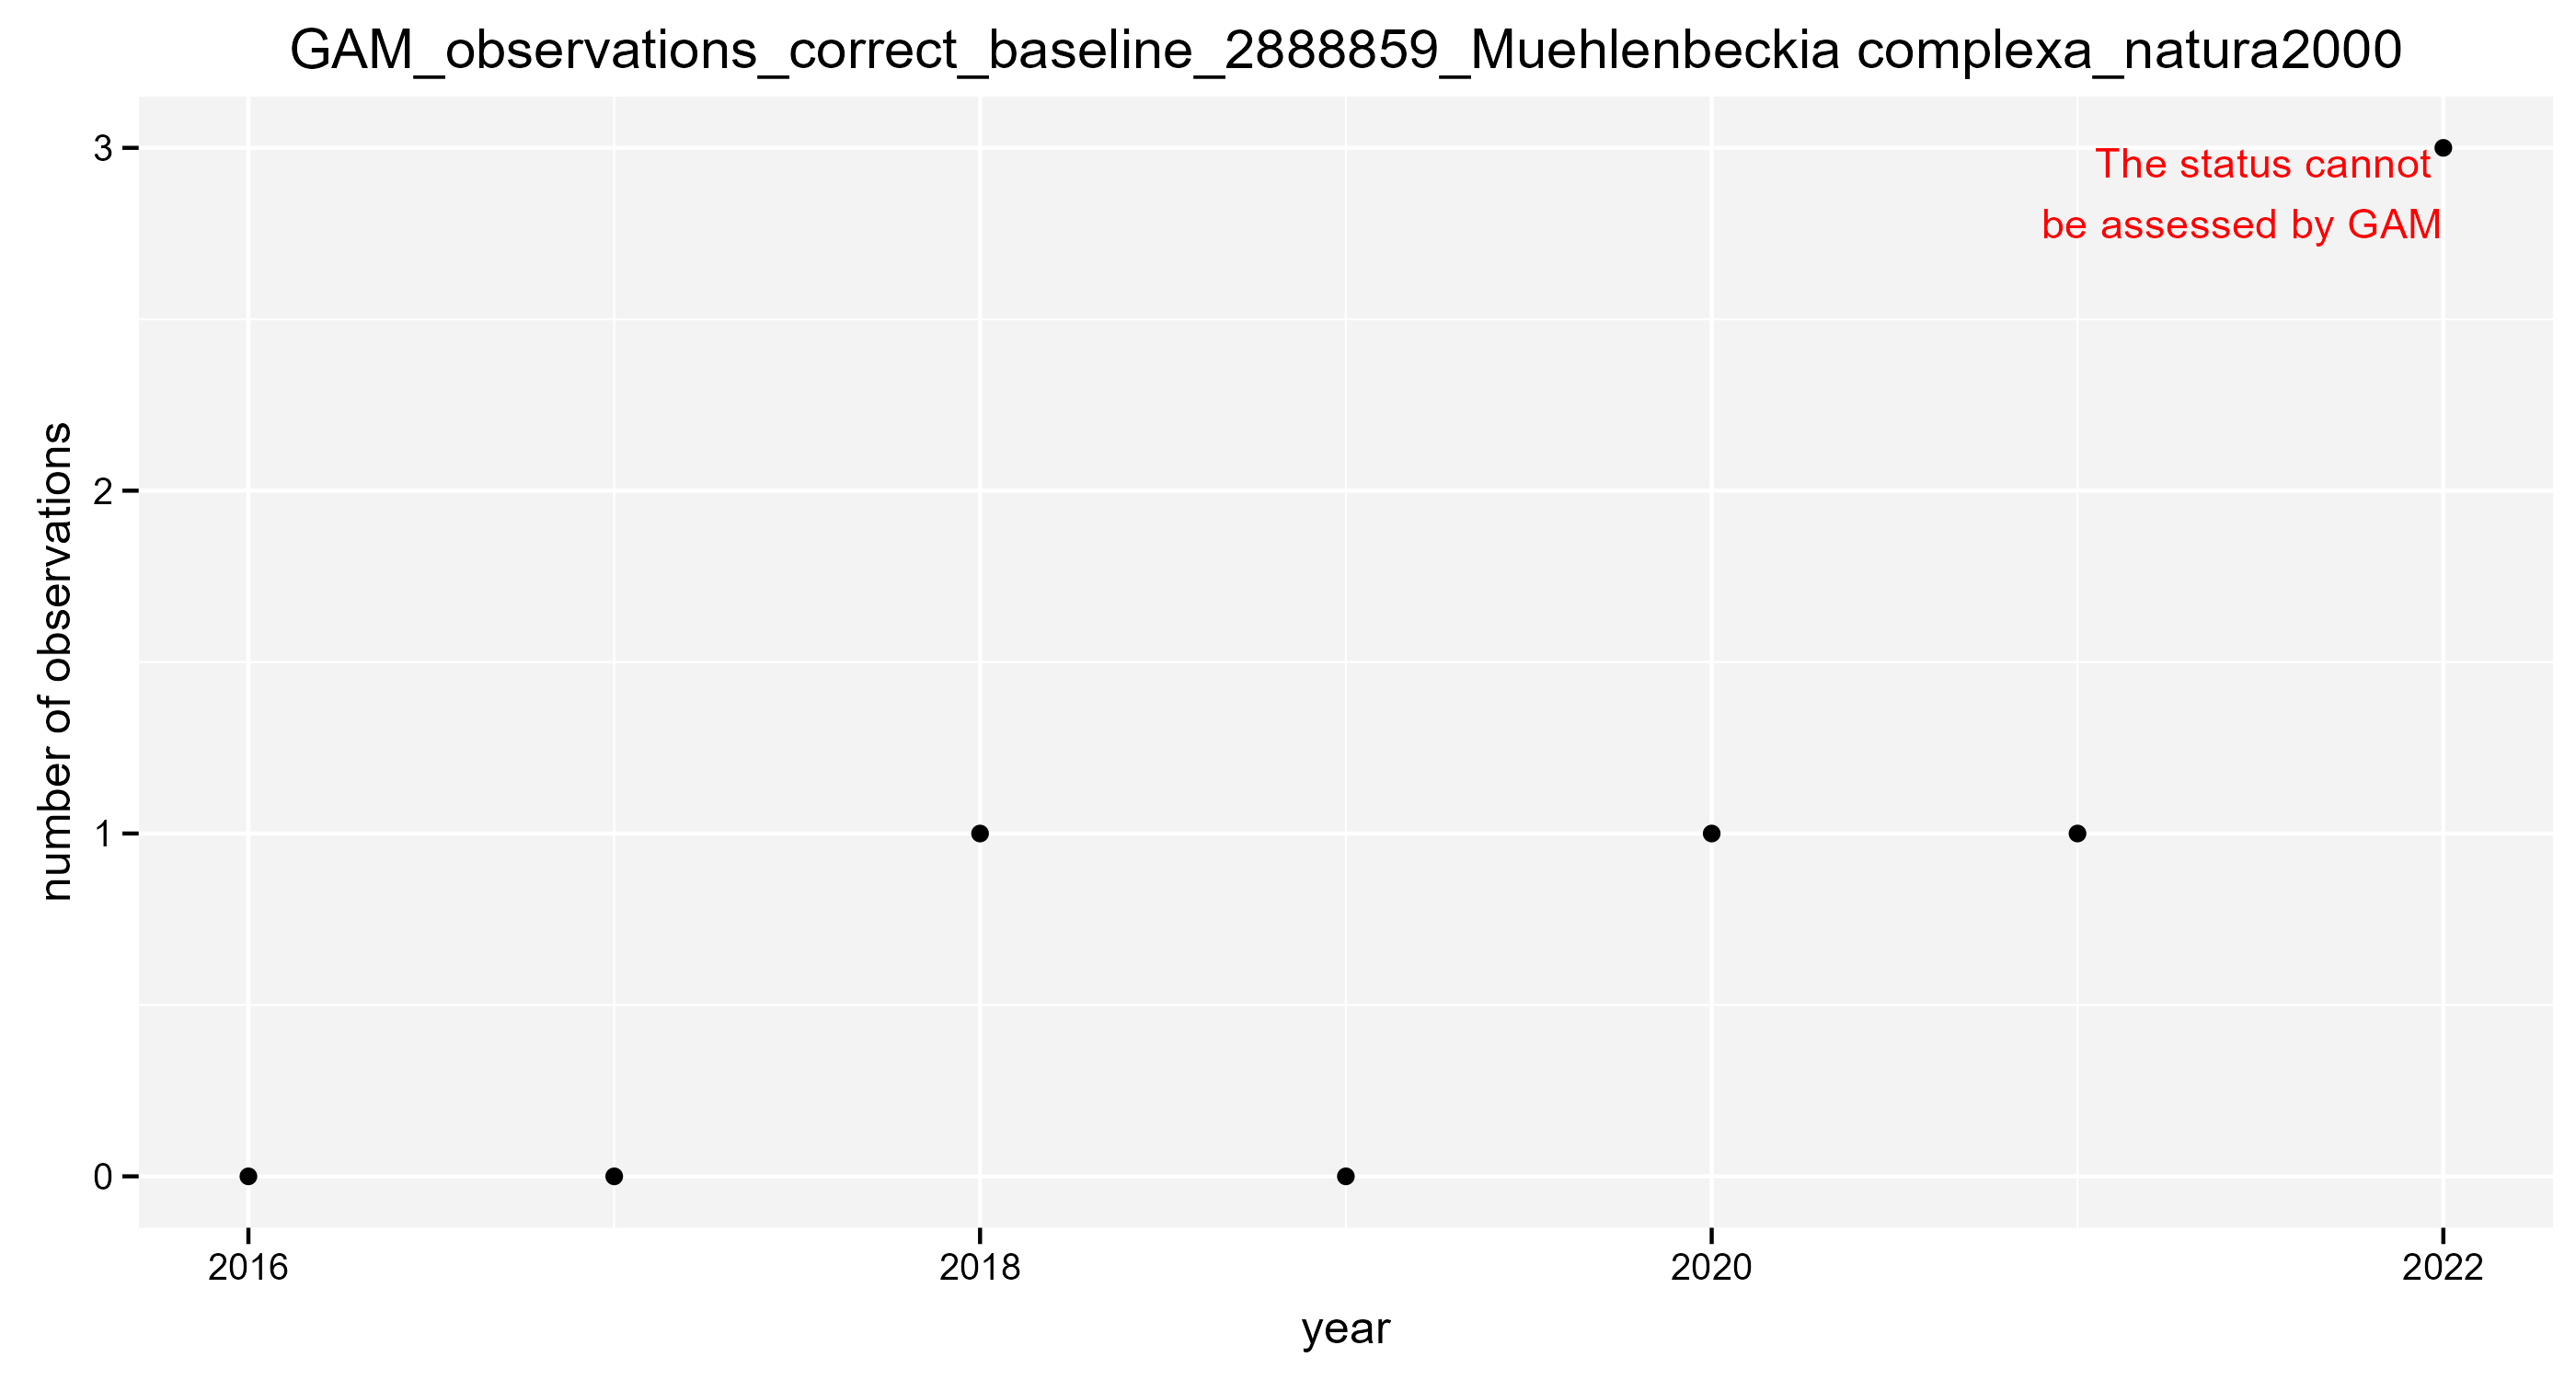 GAM_observations_correct_baseline_2888859_Muehlenbeckia complexa_natura2000
3
The status cannot
be assessed by GAM
2
number of observations
1
0
2016 2018 2020 2022
year